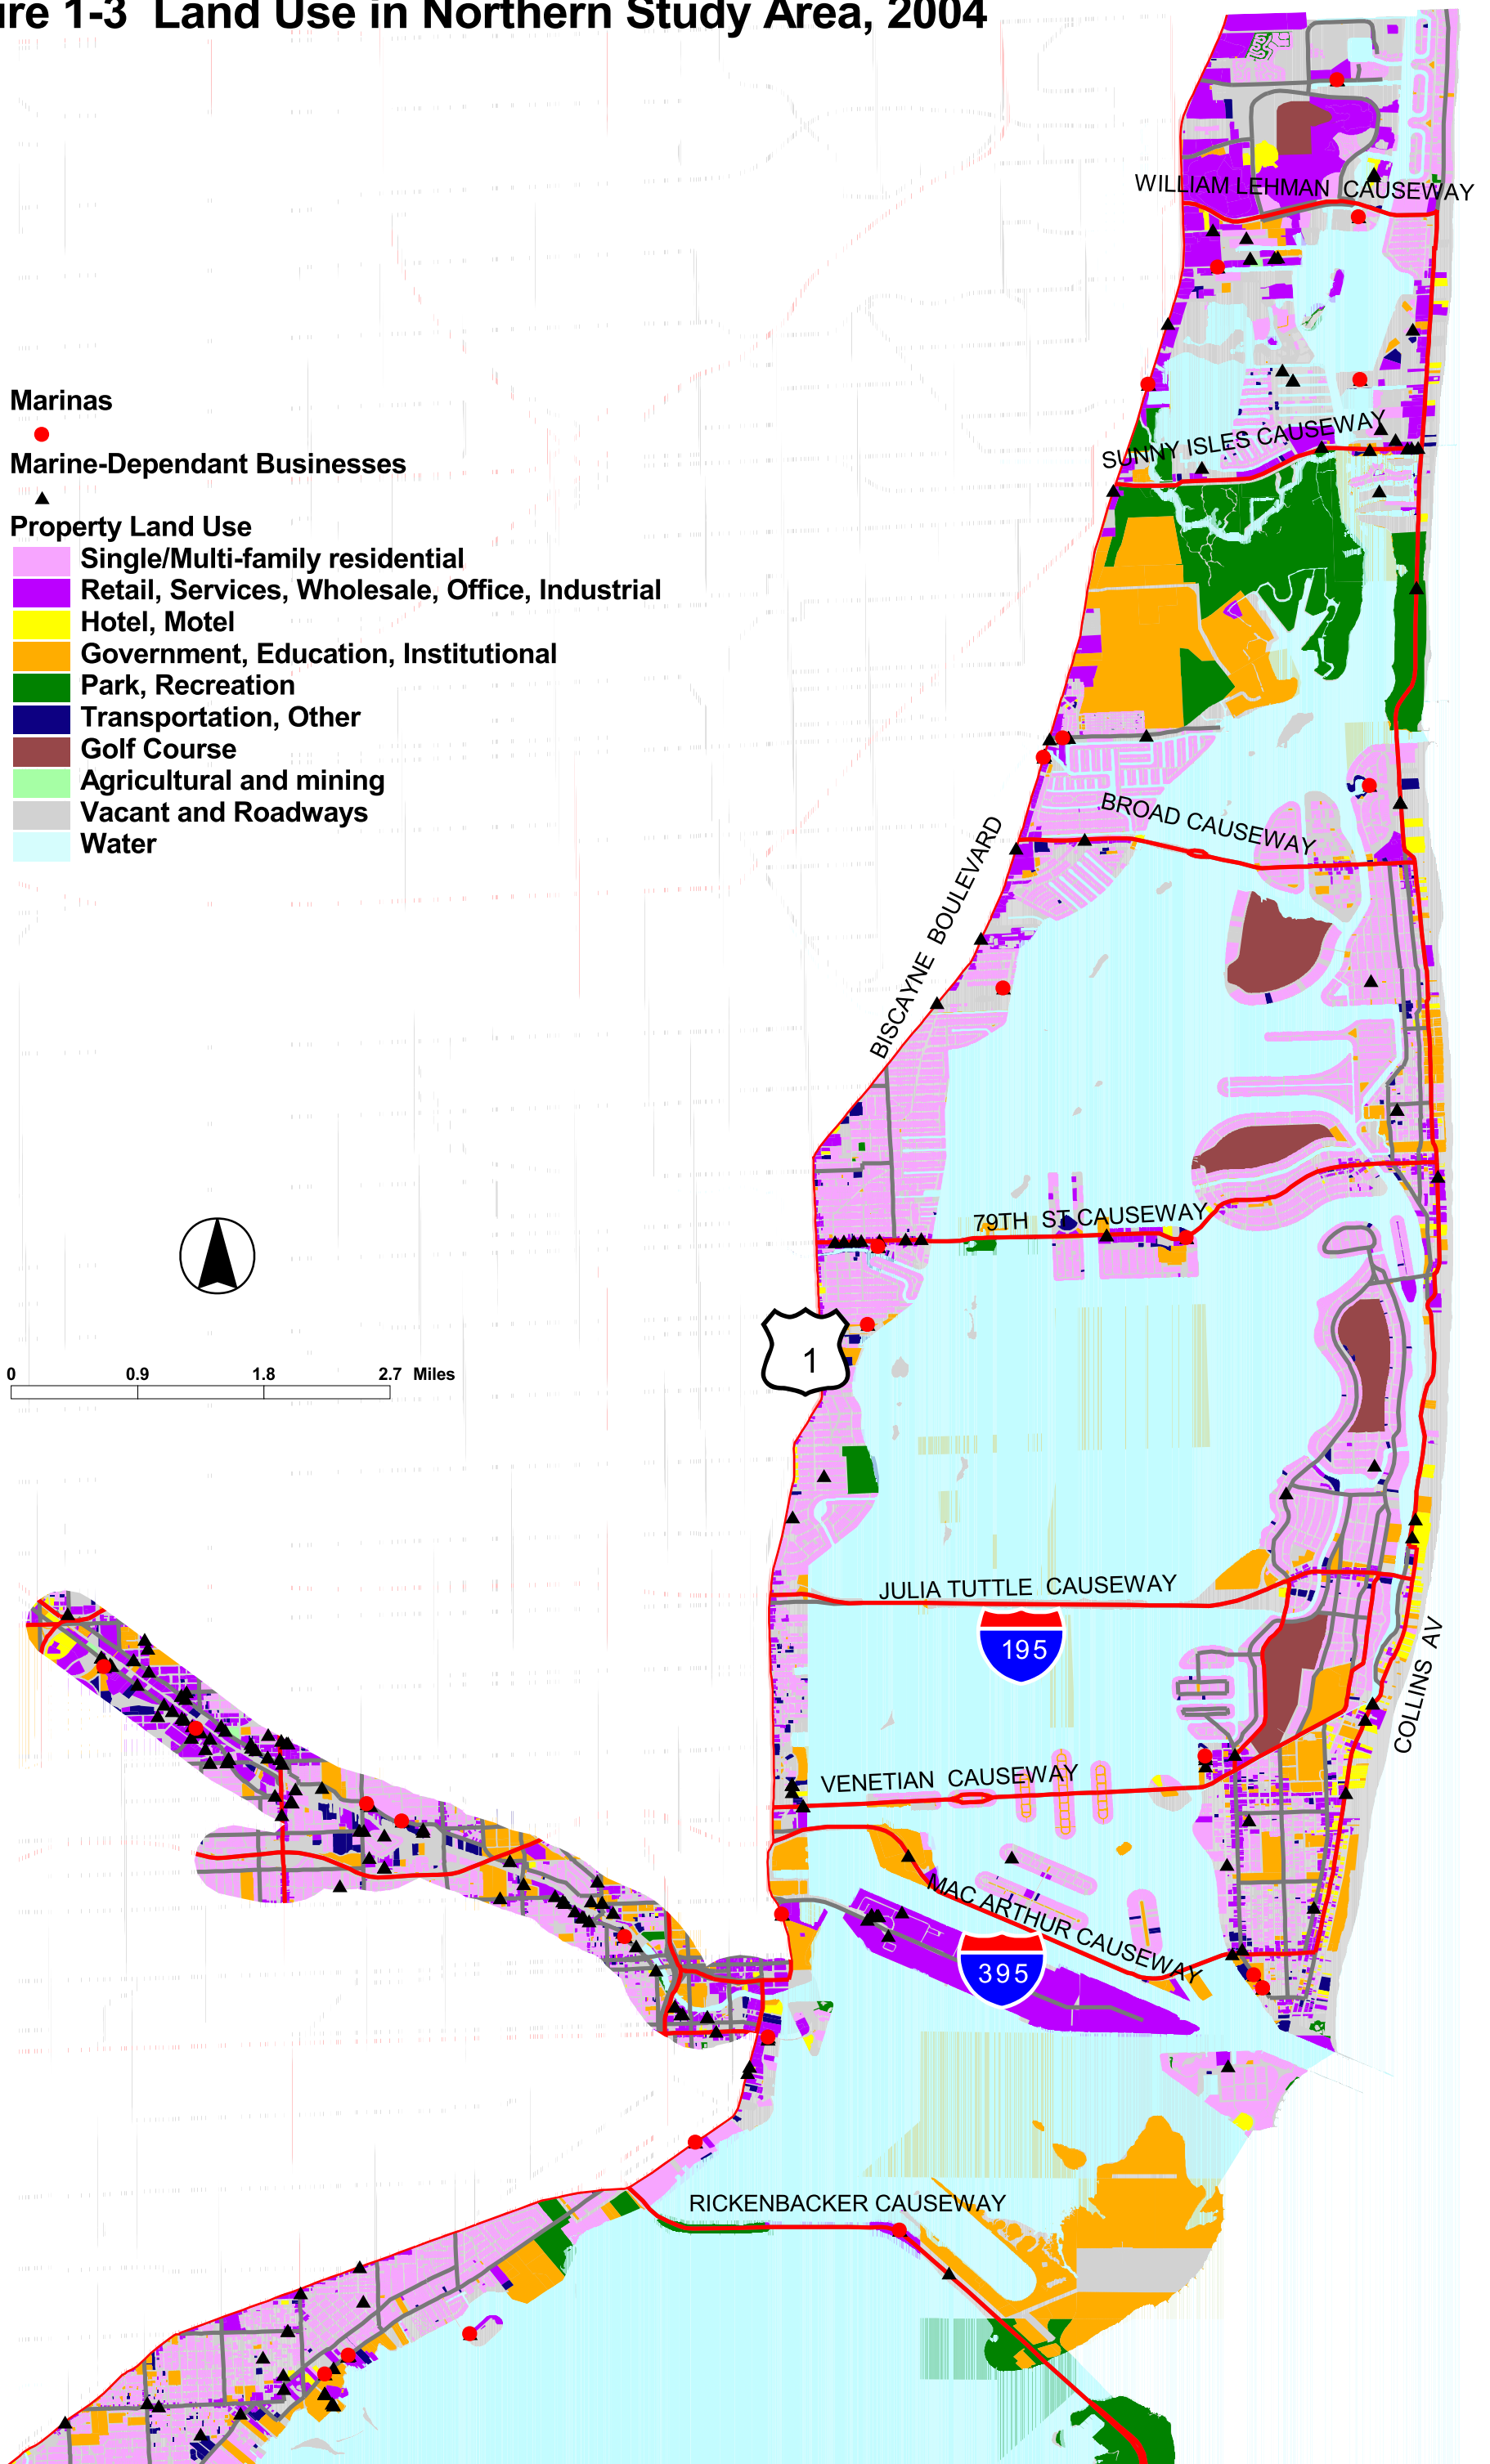 ure 1-3 Land Use in Northern Study Area, 2004
WILLIAM LEHMAN CAUSEWAY
Marinas
Marine-Dependant Businesses
Property Land Use
Single/Multi-family residential
Retail, Services, Wholesale, Office, Industrial
Hotel, Motel
Government, Education, Institutional
Park, Recreation
Transportation, Other
Golf Course
Agricultural and mining
Vacant and Roadways
Water
SUNNY ISLES CAUSEWAY
BROAD CAUSEWAY
BISCAYNE BOULEVARD
79TH ST CAUSEWAY
1
0 0.9 1.8 2.7 Miles
JULIA TUTTLE CAUSEWAY
195
COLLINS AV
VENETIAN CAUSEWAY
MAC ARTHUR CAUSEWAY
395
RICKENBACKER CAUSEWAY